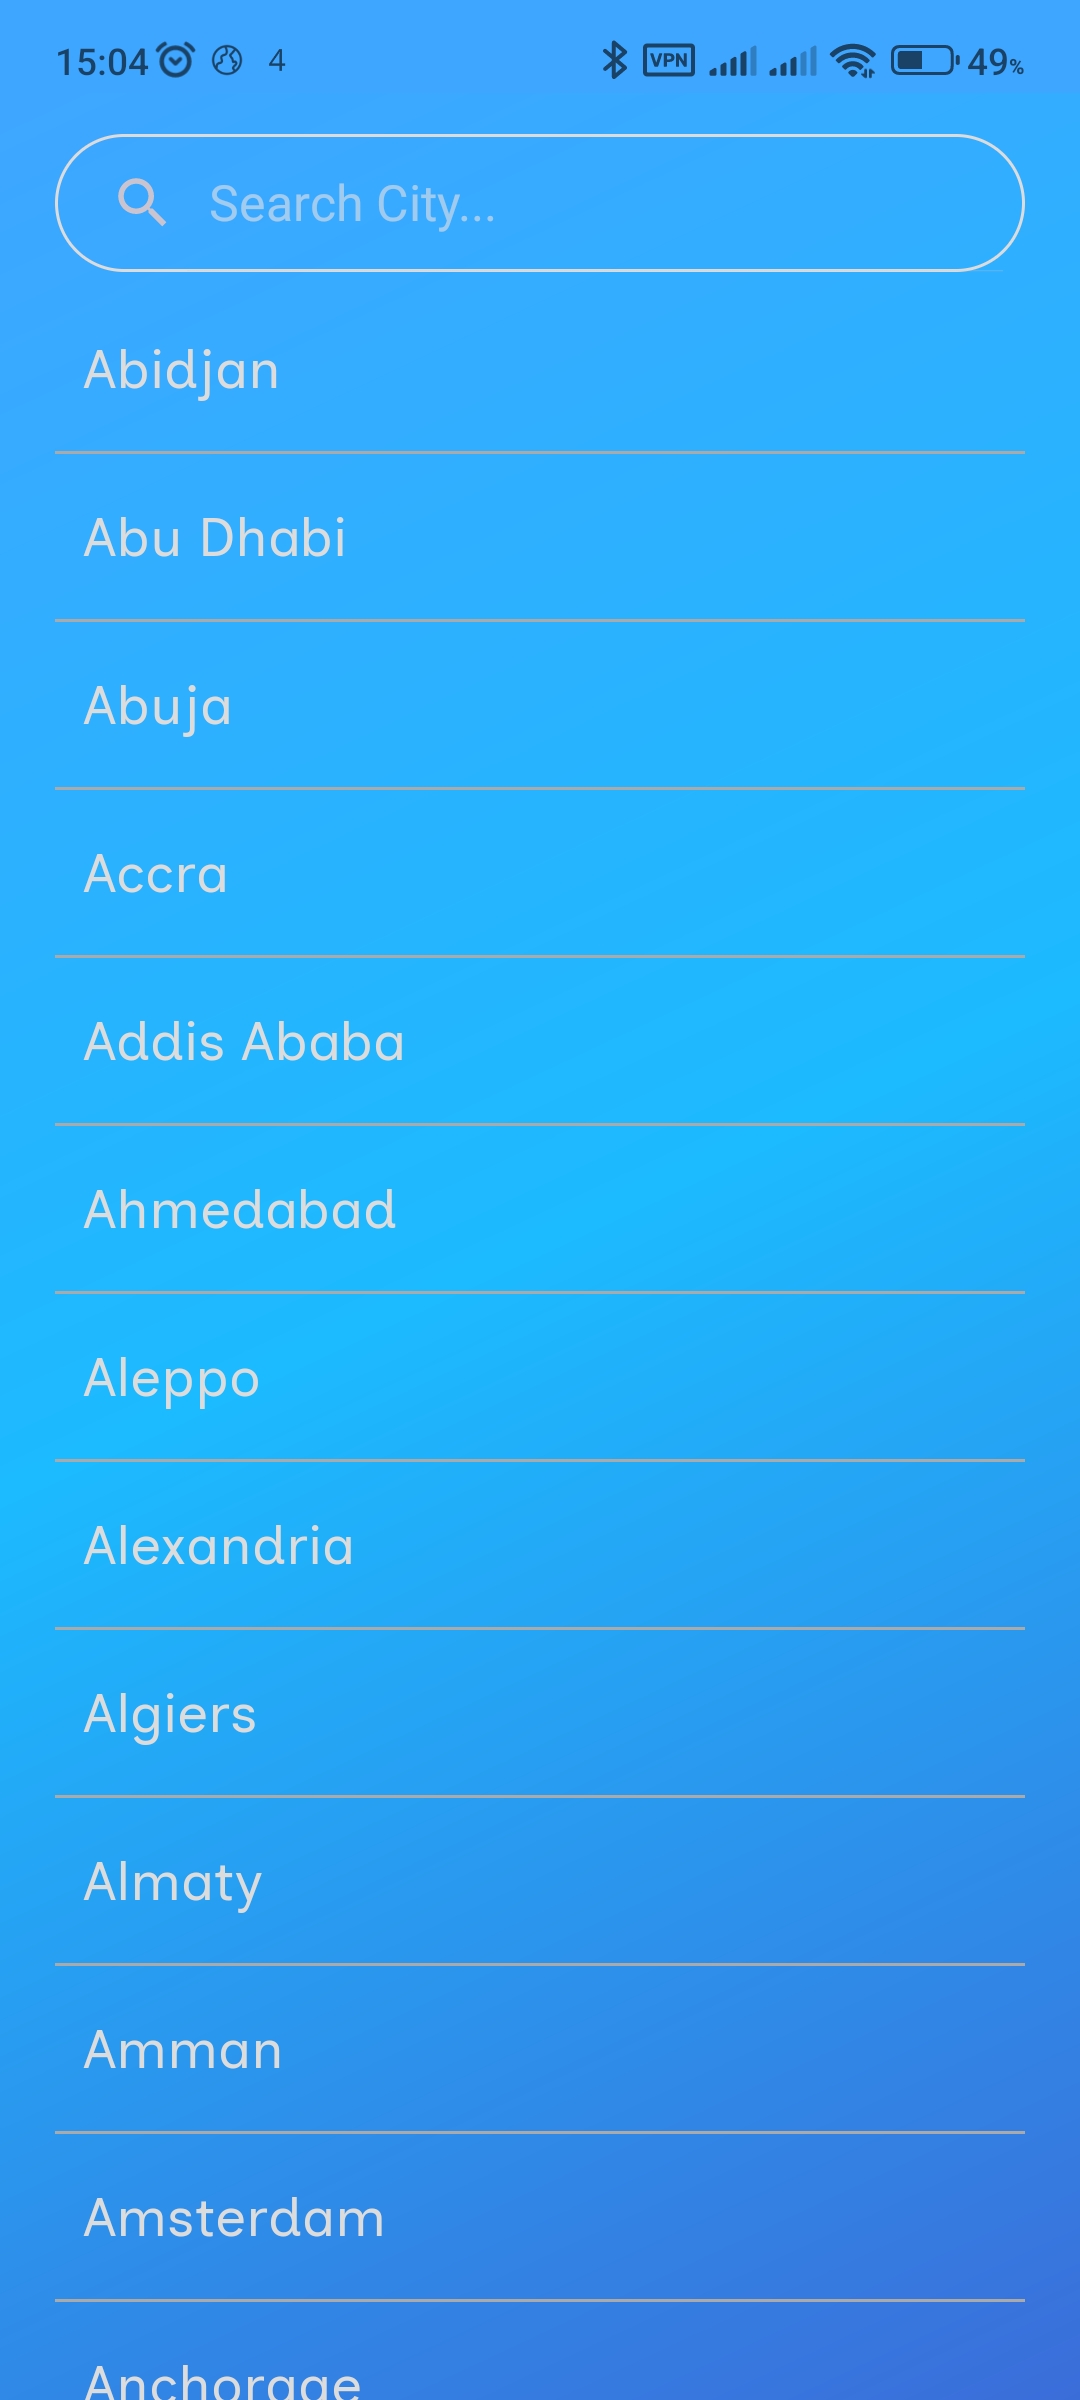 15:04 4 VPN 49%
Search City...
Abidjan
Abu Dhabi
Abuja
Accra
Addis Ababa
Ahmedabad
Aleppo
Alexandria
Algiers
Almaty
Amman
Amsterdam
Anchorage